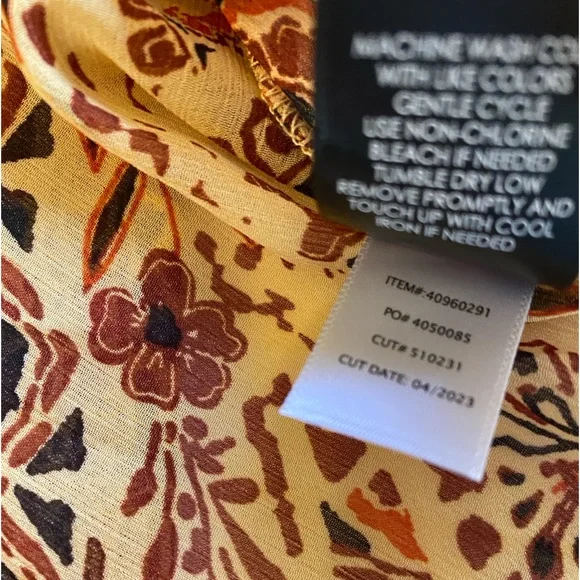 MACHINE WASH CO
WITH LIKE COLORS
GENTLE CYCLE
USE NON-CHLORINE
BLEACH IF NEEDED
TUMBLE DRY LOW
REMOVE PROMPTLY AND
TOUCH UP WITH COOL
IRON IF NEEDED
ITEM#:40960291
PO# 4050085
CUT# 510231
CUT DATE: 04/2023